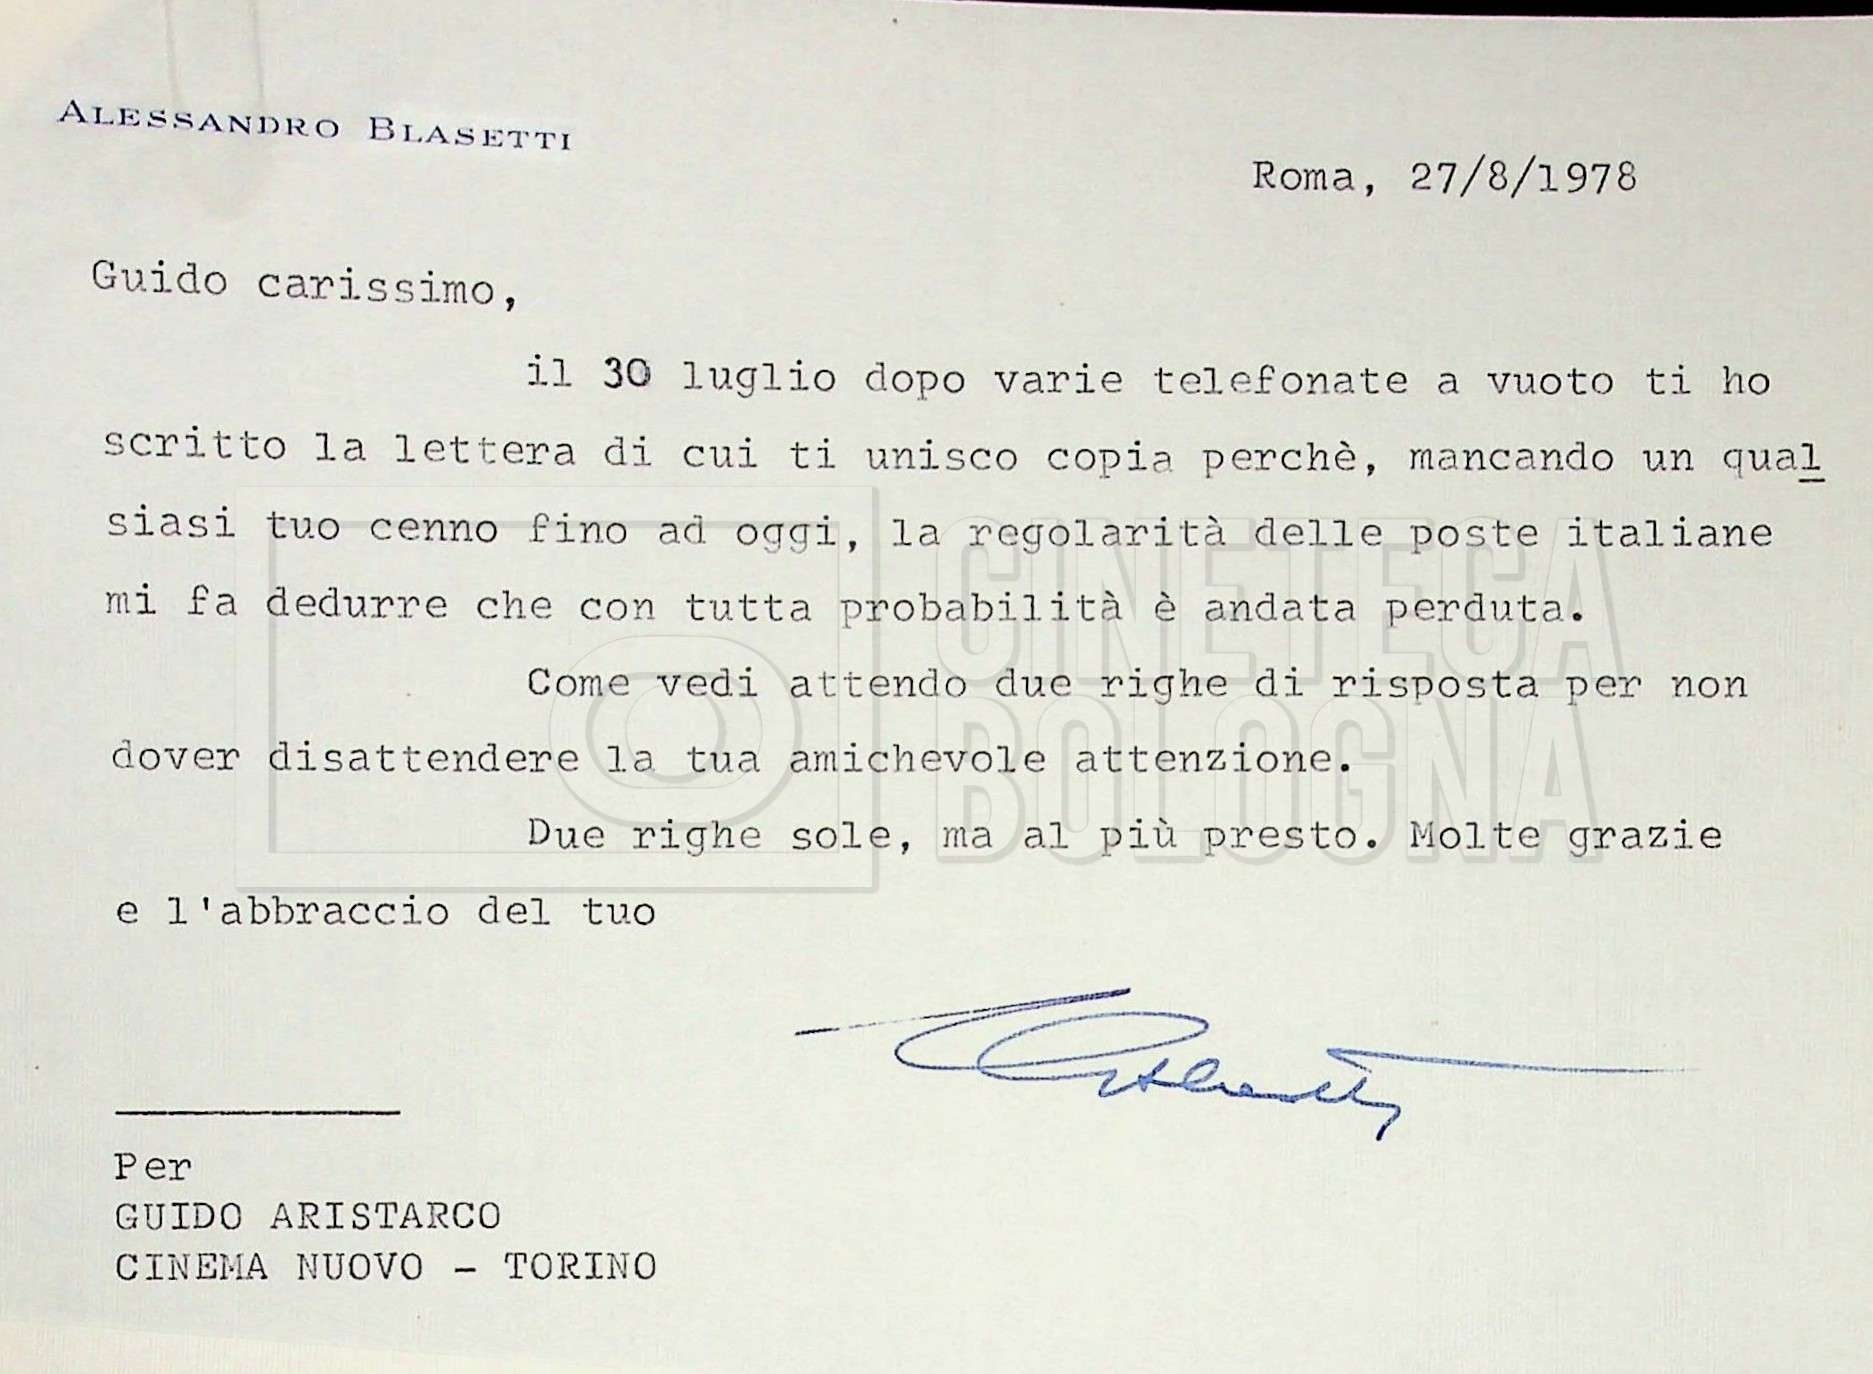 ALESSANDRO BLASETTI
Roma, 27/8/1978
Guido carissimo,
il 30 luglio dopo varie telefonate a vuoto ti ho
scritto la lettera di cui ti unisco copia perchè, mancando un qual
siasi tuo cenno fino ad oggi, la regolarità delle poste italiane
mi fa dedurre che con tutta probabilità è andata perduta.
Come vedi attendo due righe di risposta per non
dover disattendere la tua amichevole attenzione.
Due righe sole, ma al più presto. Molte grazie
e l'abbraccio del tuo
Per
GUIDO ARISTARCO
CINEMA NUOVO - TORINO
CINETECA
BOLOGNA